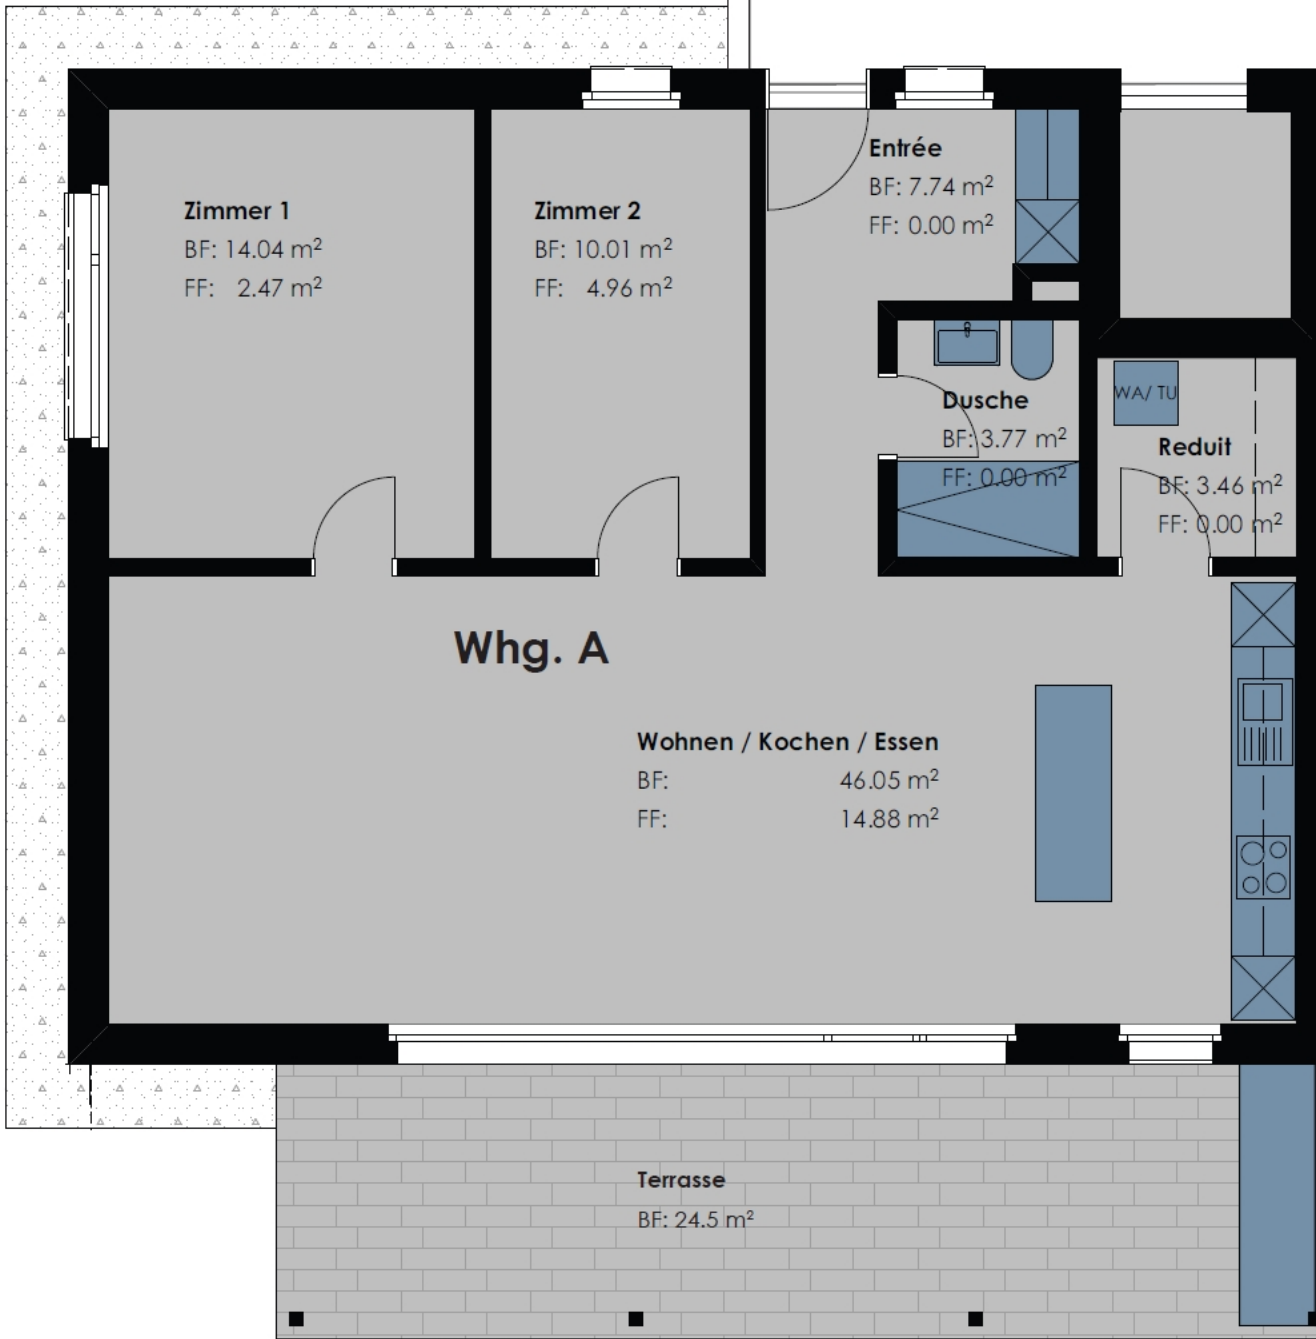 Entrée
BF: 7.74 m²
FF: 0.00 m²
Zimmer 1
BF: 14.04 m²
FF: 2.47 m²
Zimmer 2
BF: 10.01 m²
FF: 4.96 m²
WA/ TU
Dusche
BF: 3.77 m²
FF: 0.00 m²
Reduit
BF: 3.46 m²
FF: 0.00 m²
Whg. A
Wohnen / Kochen / Essen
BF: 46.05 m²
FF: 14.88 m²
Terrasse
BF: 24.5 m²